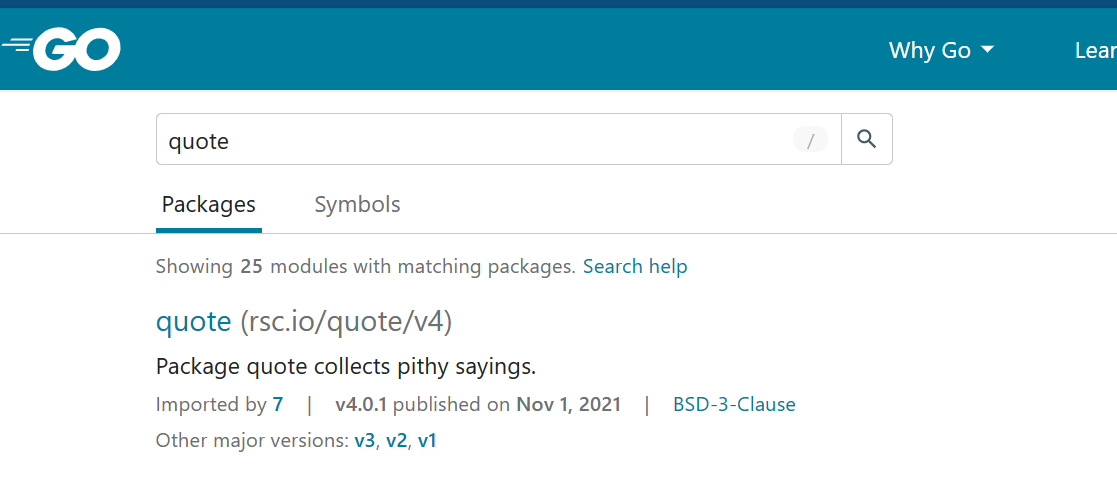 GO
Why Go
Lear
quote
/
Packages Symbols
Showing 25 modules with matching packages. Search help
quote (rsc.io/quote/v4)
Package quote collects pithy sayings.
Imported by 7 | v4.0.1 published on Nov 1, 2021 | BSD-3-Clause
Other major versions: v3, v2, v1